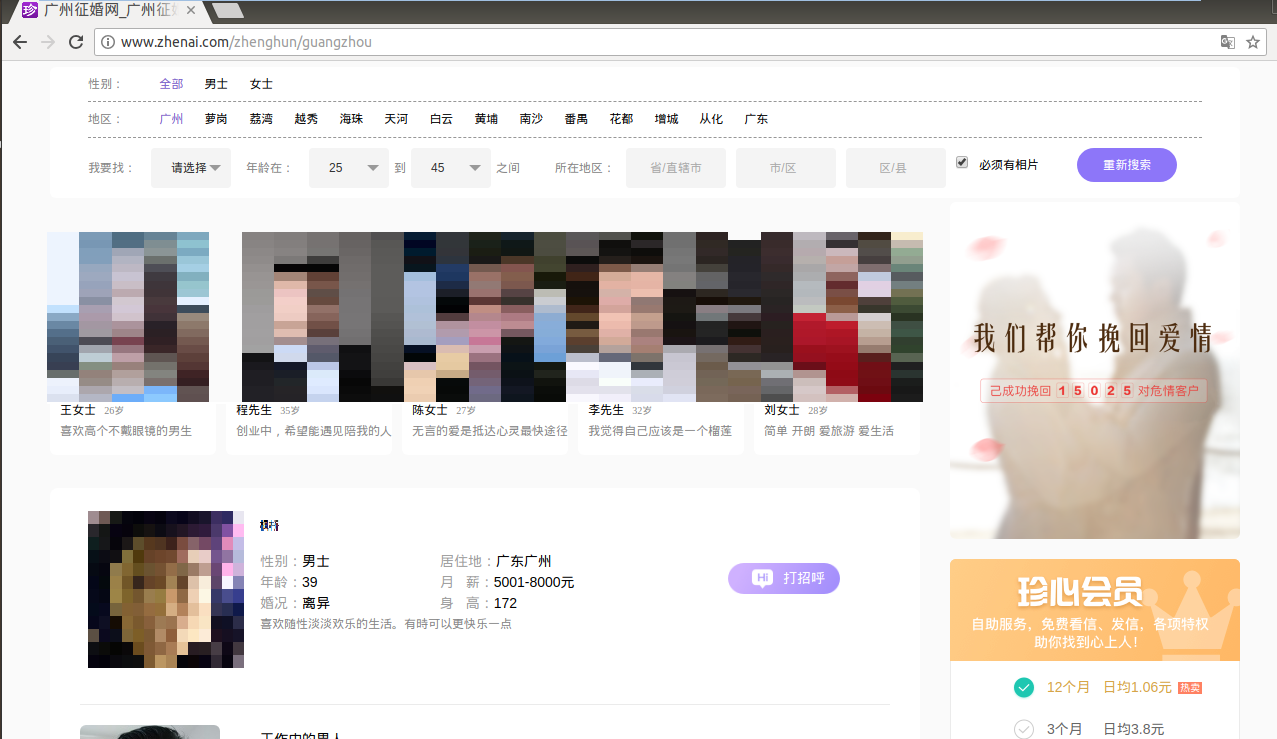 广州征婚网_广州征
www.zhenai.com/zhenghun/guangzhou
性别： 全部 男士 女士
地区： 广州 萝岗 荔湾 越秀 海珠 天河 白云 黄埔 南沙 番禺 花都 增城 从化 广东
我要找： 请选择 年龄在： 25 到 45 之间 所在地区： 省/直辖市 市/区 区/县 必须有相片 重新搜索
王女士 26岁
喜欢高个不戴眼镜的男生
程先生 35岁
创业中，希望能遇见陪我的人
陈女士 27岁
无言的爱是抵达心灵最快途径
李先生 32岁
我觉得自己应该是一个榴莲
刘女士 28岁
简单 开朗 爱旅游 爱生活
性别：男士 居住地：广东广州
年龄：39 月 薪：5001-8000元
婚况：离异 身 高：172
喜欢随性淡淡欢乐的生活。有時可以更快乐一点
Hi 打招呼
工作中的男人
我们帮你挽回爱情
己成功挽回 1 5 0 2 5 对危情客户
珍心会员
自助服务，免费看信、发信，各项特权
助你找到心上人！
12个月 日均1.06元 热卖
3个月 日均3.8元